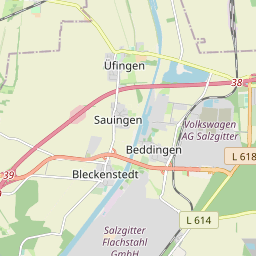 Üfingen
38
Sauingen
Volkswagen
AG Salzgitter
Beddingen
L 618
39
Bleckenstedt
L 614
Salzgitter
Flachstahl
GmbH